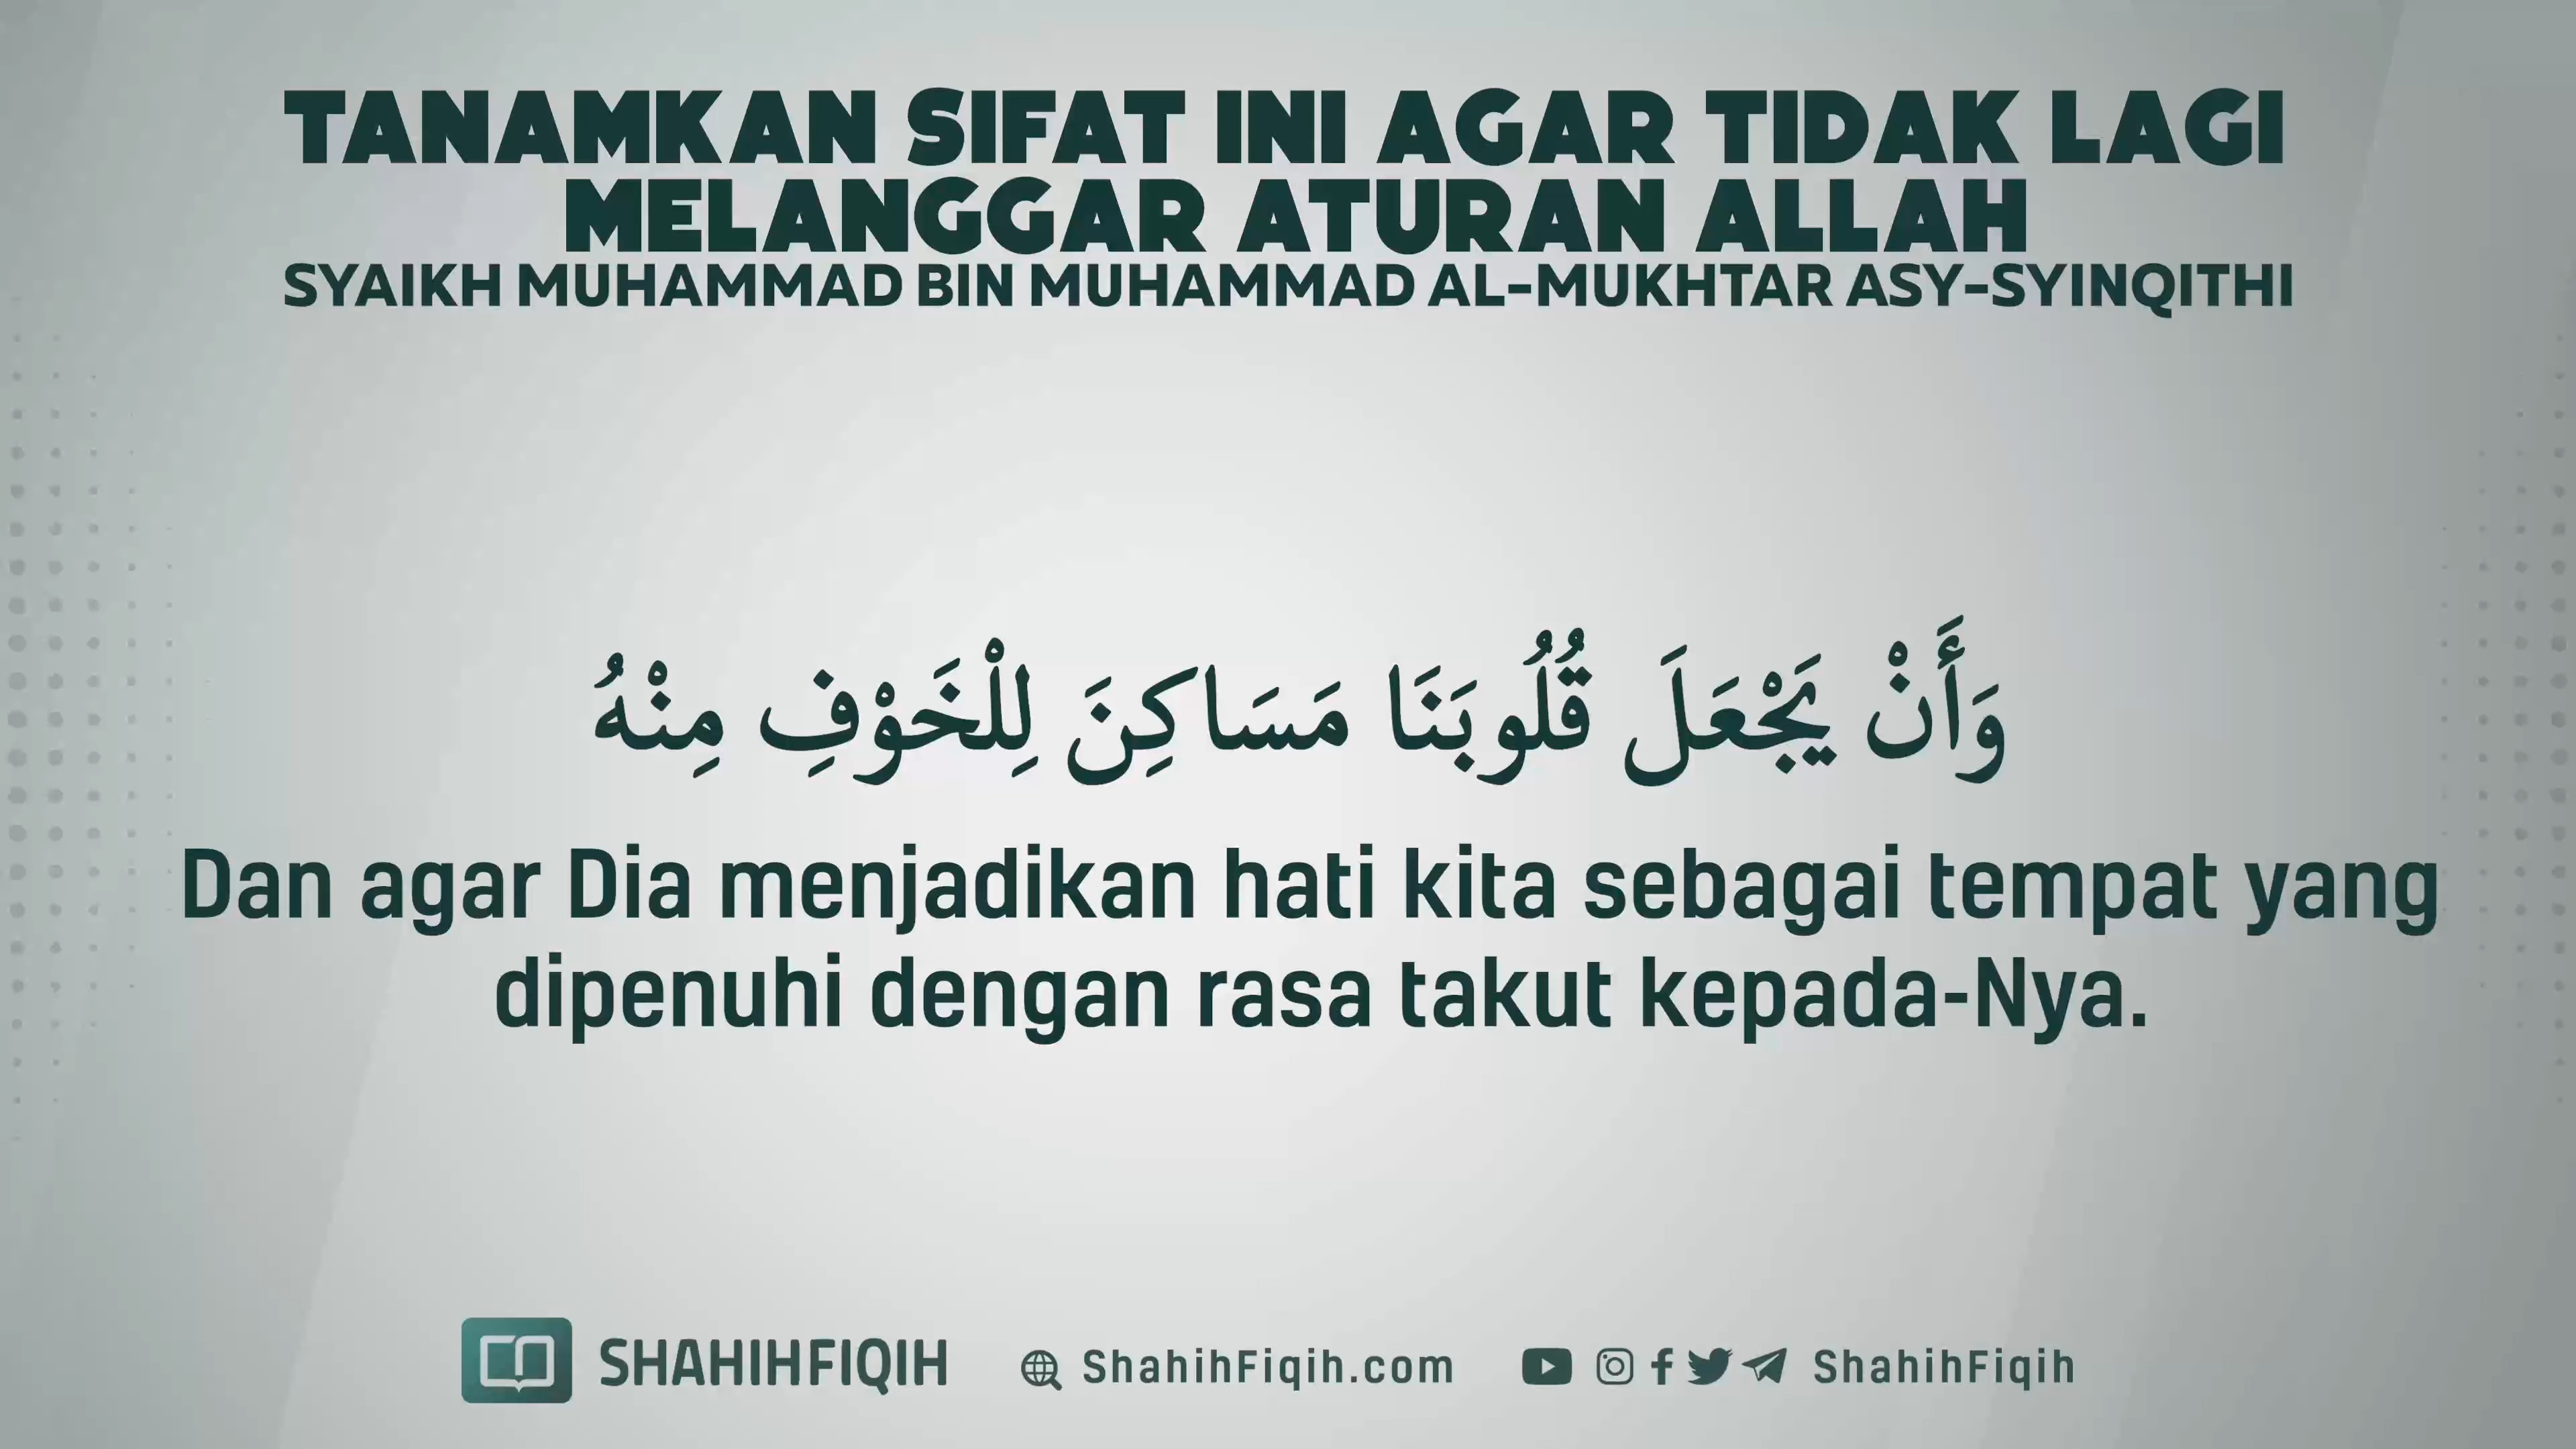 TANAMKAN SIFAT INI AGAR TIDAK LAGI
MELANGGAR ATURAN ALLAH
SYAIKH MUHAMMAD BIN MUHAMMAD AL-MUKHTAR ASY-SYINQITHI
وَأَنْ يَجْعَلَ قُلُوبَنَا مَسَاكِنَ لِلْخَوْفِ مِنْهُ
Dan agar Dia menjadikan hati kita sebagai tempat yang
dipenuhi dengan rasa takut kepada-Nya.
SHAHIHFIQIH ShahihFiqih.com ShahihFiqih